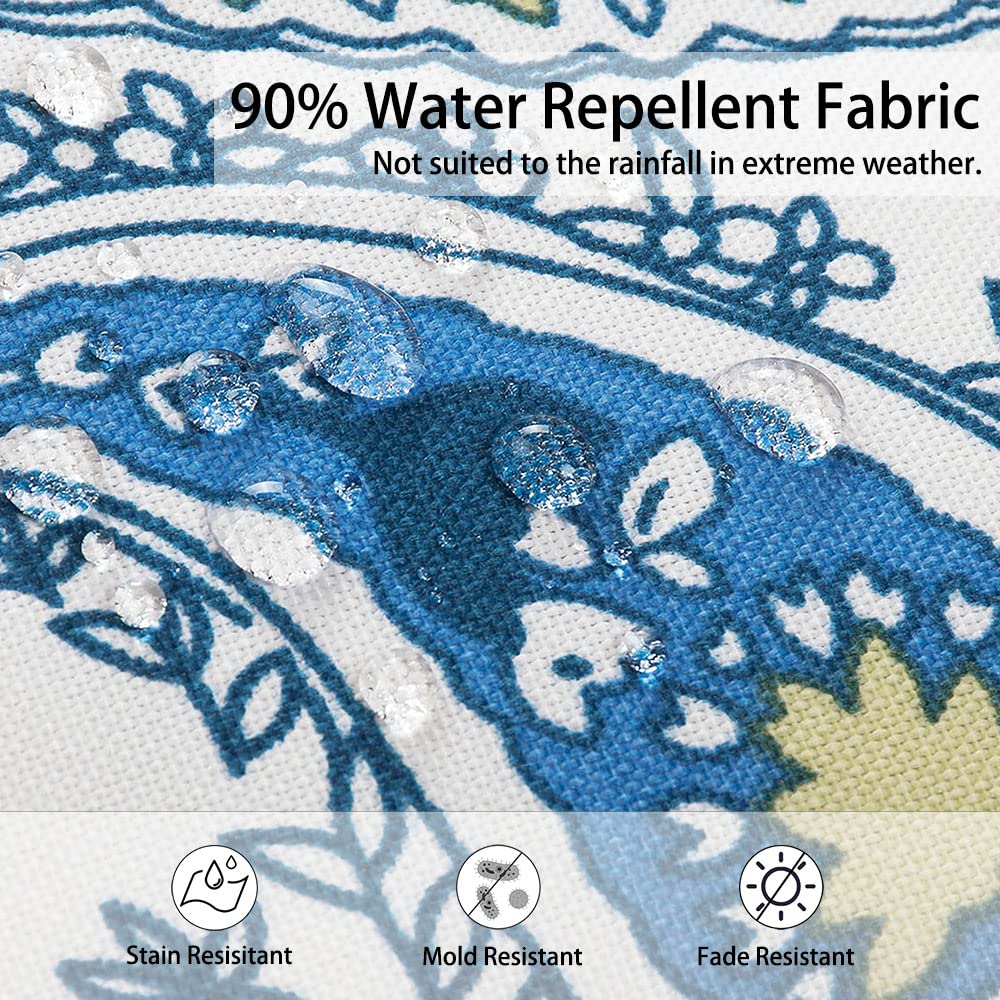 90% Water Repellent Fabric
Not suited to the rainfall in extreme weather.
Stain Resisitant
Mold Resistant
Fade Resistant